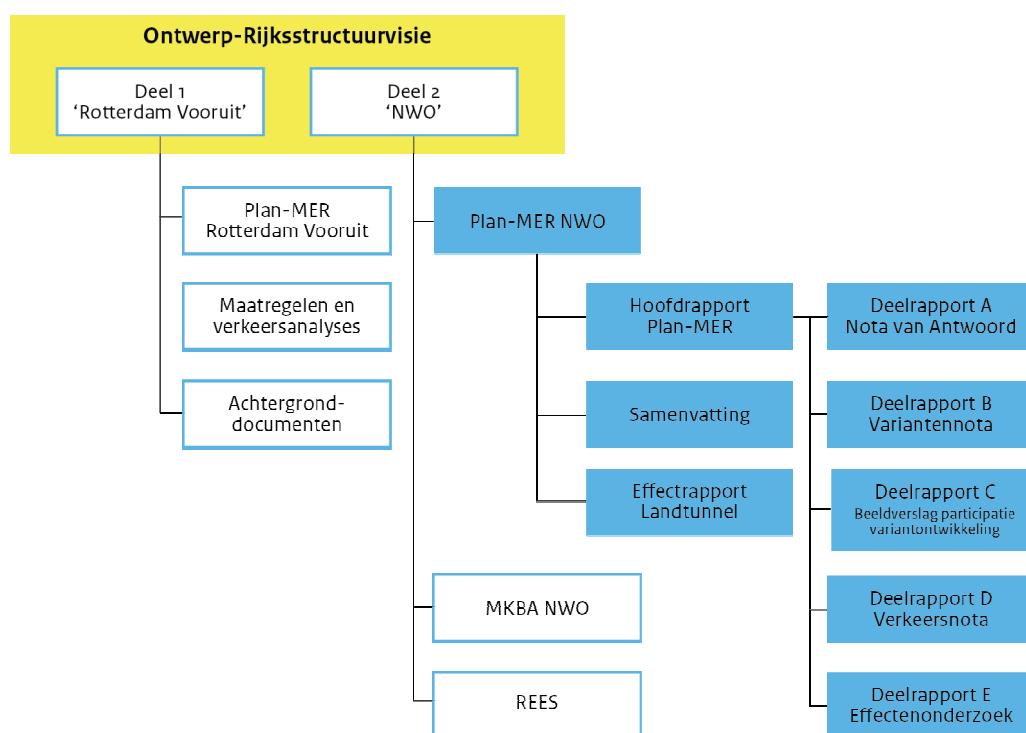 Ontwerp-Rijksstructuurvisie
Deel 1
‘Rotterdam Vooruit’
Deel 2
‘NWO’
Plan-MER
Rotterdam Vooruit
Maatregelen en
verkeersanalyses
Achtergrond-
documenten
Plan-MER NWO
Hoofdrapport
Plan-MER
Samenvatting
Effectrapport
Landtunnel
Deelrapport A
Nota van Antwoord
Deelrapport B
Variantennota
Deelrapport C
Beeldverslag participatie
variantontwikkeling
Deelrapport D
Verkeersnota
Deelrapport E
Effectenonderzoek
MKBA NWO
REES